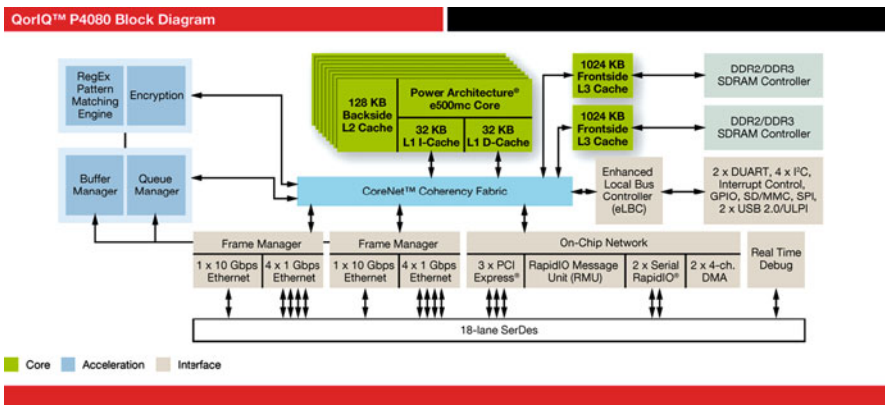 QorIQ™ P4080 Block Diagram
RegEx
Pattern
Matching
Engine
Encryption
128 KB
Backside
L2 Cache
Power Architecture®
e500mc Core
32 KB
L1 I-Cache
32 KB
L1 D-Cache
1024 KB
Frontside
L3 Cache
DDR2/DDR3
SDRAM Controller
1024 KB
Frontside
L3 Cache
DDR2/DDR3
SDRAM Controller
Buffer
Manager
Queue
Manager
CoreNet™ Coherency Fabric
Enhanced
Local Bus
Controller
(eLBC)
2 x DUART, 4 x I²C,
Interrupt Control,
GPIO, SD/MMC, SPI,
2 x USB 2.0/ULPI
Frame Manager
1 x 10 Gbps
Ethernet
4 x 1 Gbps
Ethernet
Frame Manager
1 x 10 Gbps
Ethernet
4 x 1 Gbps
Ethernet
On-Chip Network
3 x PCI
Express®
RapidIO Message
Unit (RMU)
2 x Serial
RapidIO®
2 x 4-ch.
DMA
Real Time
Debug
18-lane SerDes
Core
Acceleration
Interface